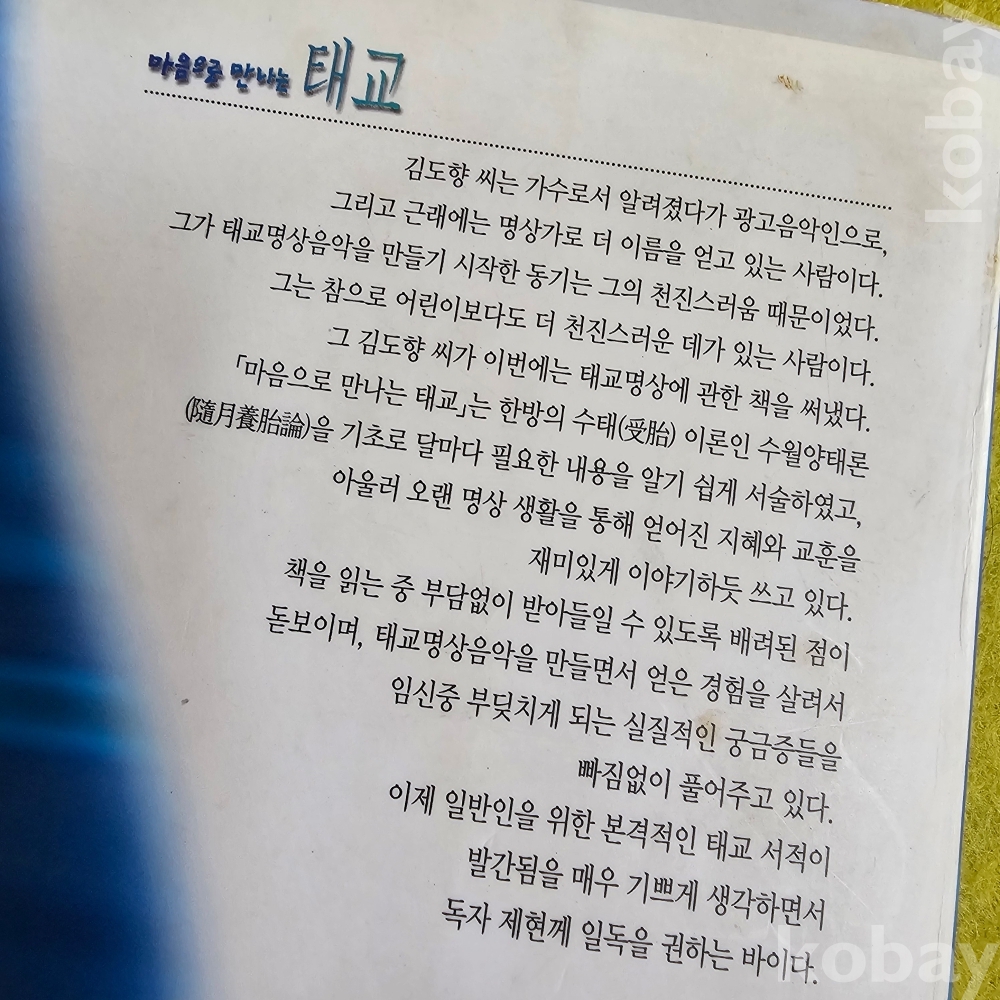 마음으로 만나는 태교
김도향 씨는 가수로서 알려졌다가 광고음악인으로,
그리고 근래에는 명상가로 더 이름을 얻고 있는 사람이다.
그가 태교명상음악을 만들기 시작한 동기는 그의 천진스러움 때문이었다.
그는 참으로 어린이보다도 더 천진스러운 데가 있는 사람이다.
그 김도향 씨가 이번에는 태교명상에 관한 책을 써냈다.
「마음으로 만나는 태교」는 한방의 수태(受胎) 이론인 수월양태론
(隨月養胎論)을 기초로 달마다 필요한 내용을 알기 쉽게 서술하였고,
아울러 오랜 명상 생활을 통해 얻어진 지혜와 교훈을
재미있게 이야기하듯 쓰고 있다.
책을 읽는 중 부담없이 받아들일 수 있도록 배려된 점이
돋보이며, 태교명상음악을 만들면서 얻은 경험을 살려서
임신중 부딪치게 되는 실질적인 궁금증들을
빠짐없이 풀어주고 있다.
이제 일반인을 위한 본격적인 태교 서적이
발간됨을 매우 기쁘게 생각하면서
독자 제현께 일독을 권하는 바이다.
kobay
kobay